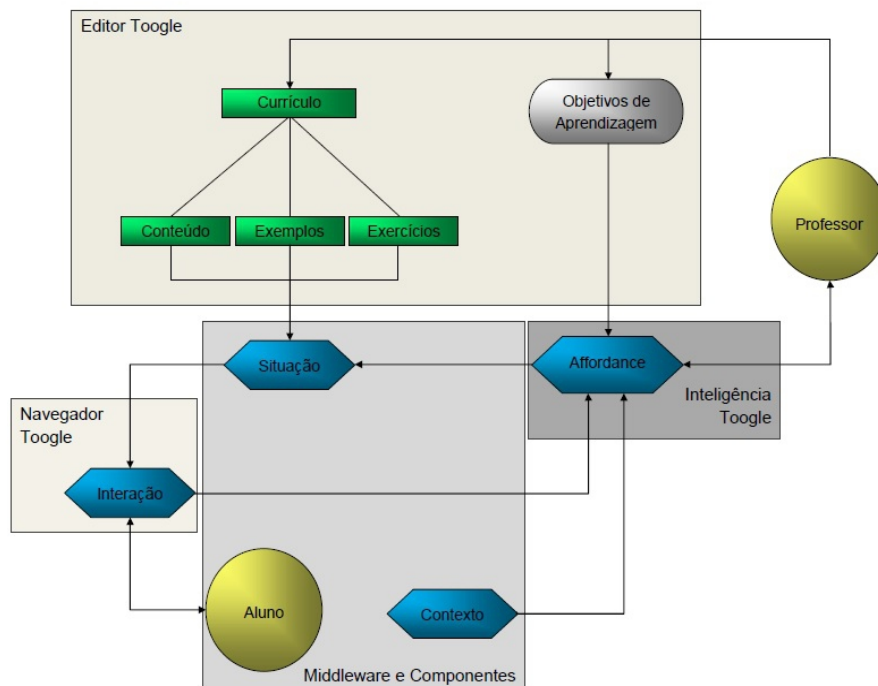 Editor Toogle
Currículo
Objetivos de
Aprendizagem
Conteúdo
Exemplos
Exercícios
Professor
Situação
Affordance
Inteligência
Toogle
Navegador
Toogle
Interação
Aluno
Contexto
Middleware e Componentes